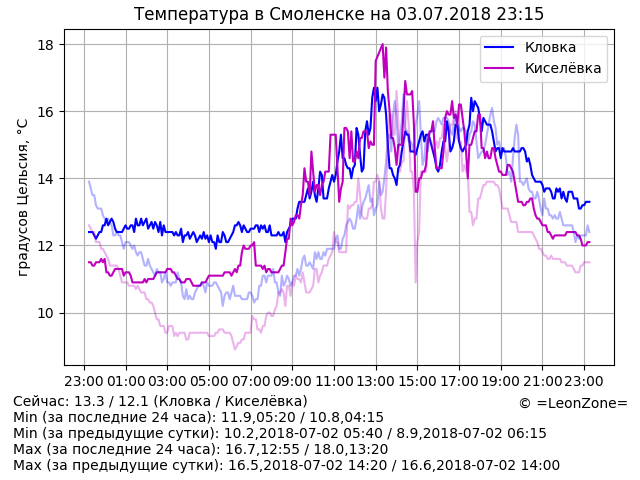 Температура в Смоленске на 03.07.2018 23:15
градусов Цельсия, °C
18
16
14
12
10
Кловка
Киселёвка
23:00 01:00 03:00 05:00 07:00 09:00 11:00 13:00 15:00 17:00 19:00 21:00 23:00
Сейчас: 13.3 / 12.1 (Кловка / Киселёвка)
© =LeonZone=
Min (за последние 24 часа): 11.9,05:20 / 10.8,04:15
Min (за предыдущие сутки): 10.2,2018-07-02 05:40 / 8.9,2018-07-02 06:15
Max (за последние 24 часа): 16.7,12:55 / 18.0,13:20
Max (за предыдущие сутки): 16.5,2018-07-02 14:20 / 16.6,2018-07-02 14:00